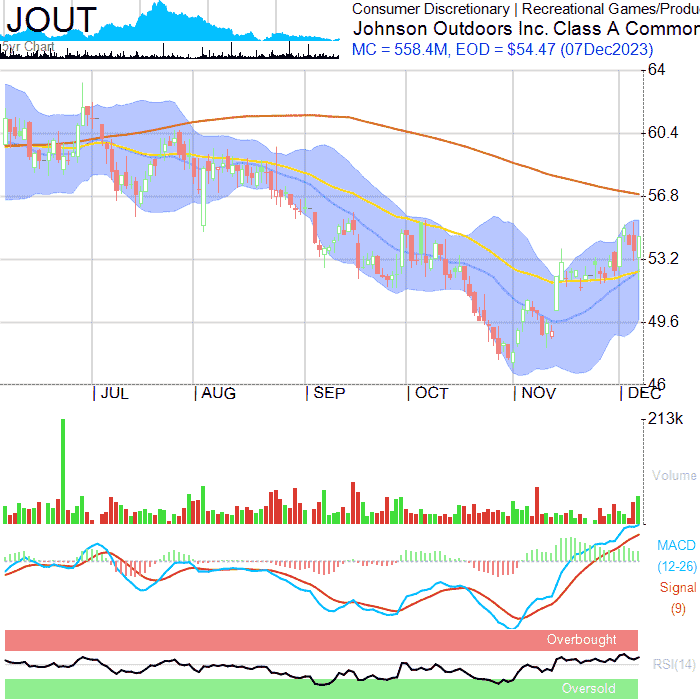 JOUT
5yr Chart
Consumer Discretionary | Recreational Games/Produ
Johnson Outdoors Inc. Class A Common
MC = 558.4M, EOD = $54.47 (07Dec2023)
64
60.4
56.8
53.2
49.6
46
JUL AUG SEP OCT NOV DEC
213k
Volume
MACD
(12-26)
Signal
(9)
Overbought
RSI(14)
Oversold